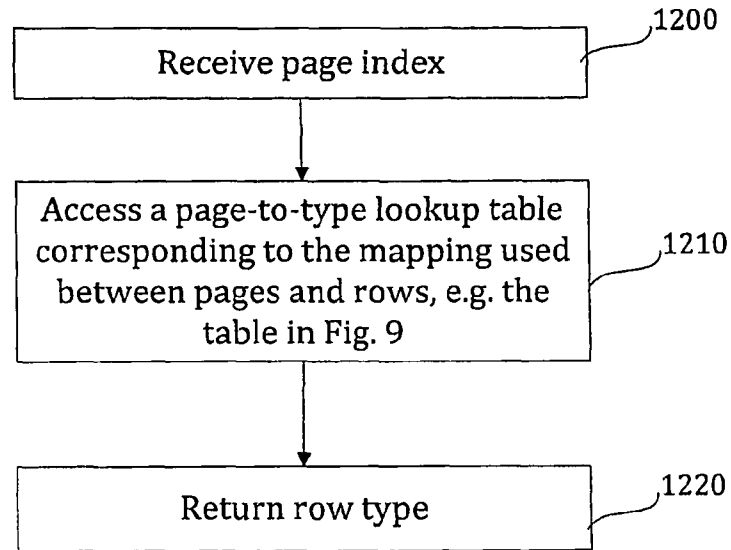 1200
Receive page index
Access a page-to-type lookup table
corresponding to the mapping used
between pages and rows, e.g. the
table in Fig. 9
1210
Return row type
1220